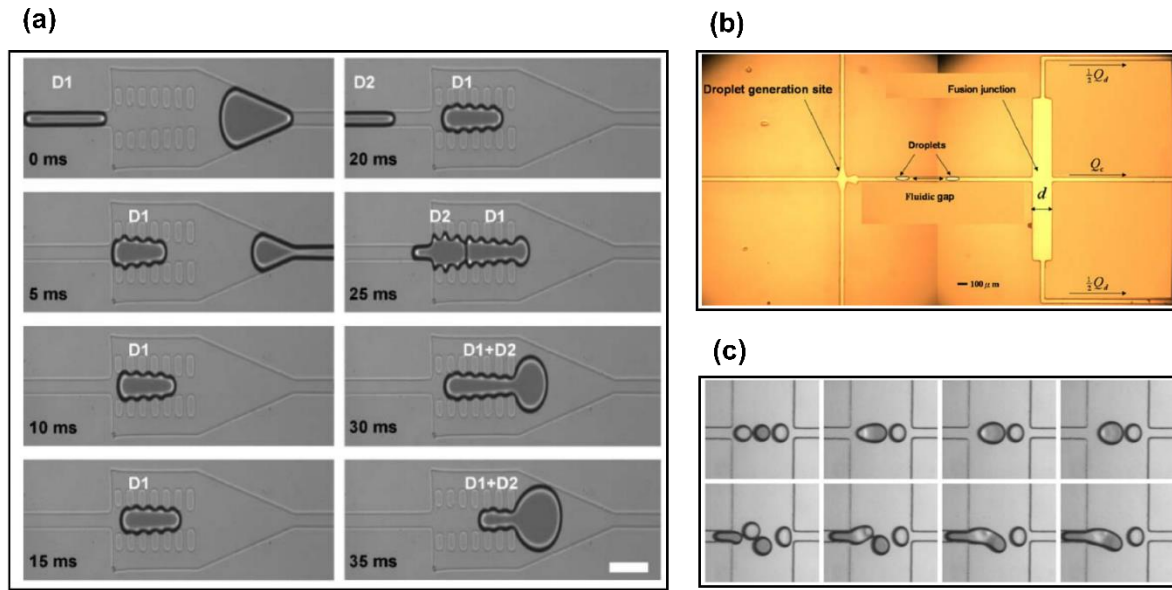 (a)
D1
0 ms
D2 D1
20 ms
D1
5 ms
D2 D1
25 ms
D1
10 ms
D1+D2
30 ms
D1
15 ms
D1+D2
35 ms
(b)
½Q_d
Droplet generation site
Fusion junction
Droplets
Q_c
Fluidic gap
d
100 μm
½Q_d
(c)